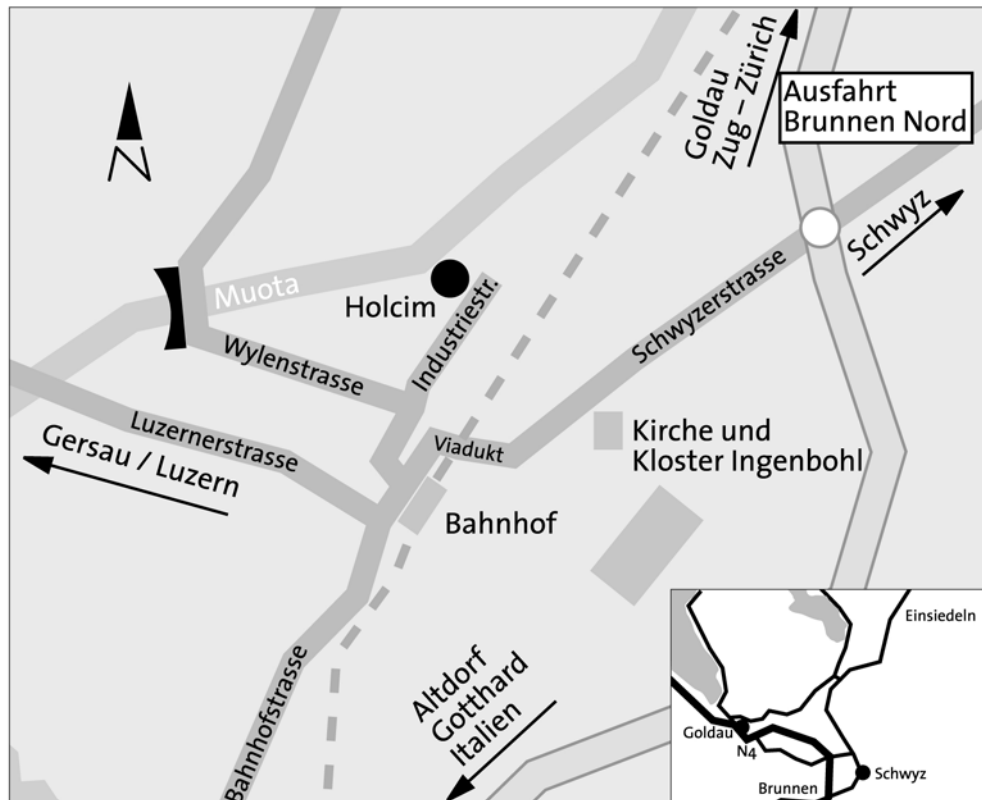 Goldau
Zug – Zürich
Ausfahrt
Brunnen Nord
Schwyz
N
Muota
Holcim
Industriestr.
Schwyzerstrasse
Wylenstrasse
Luzernerstrasse
Viadukt
Kirche und
Kloster Ingenbohl
Gersau / Luzern
Bahnhof
Bahnhofstrasse
Altdorf
Gotthard
Italien
Einsiedeln
Goldau
N4
Schwyz
Brunnen